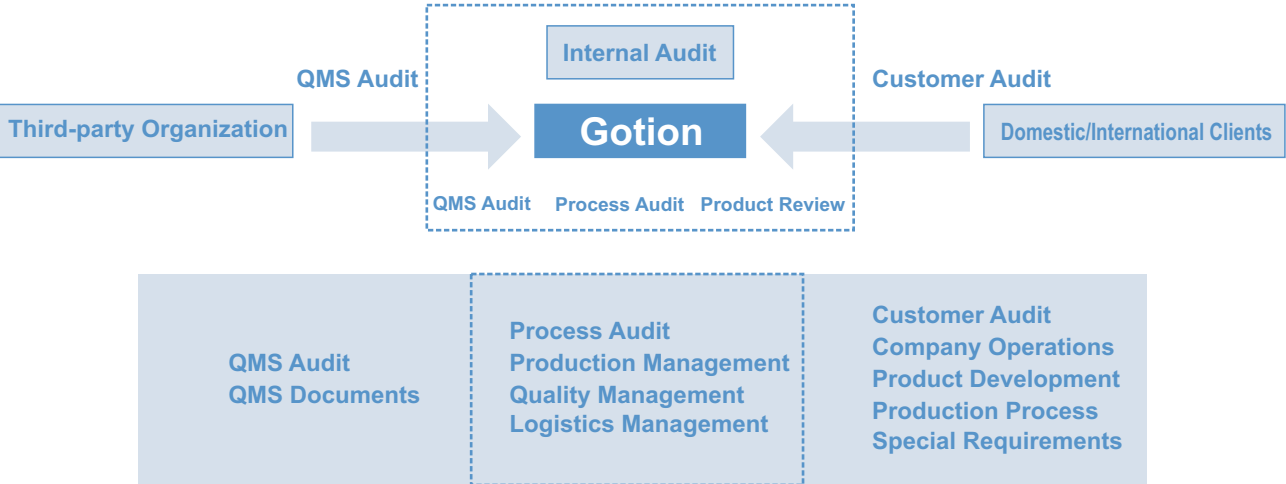 Internal Audit
QMS Audit
Customer Audit
Third-party Organization
Gotion
Domestic/International Clients
QMS Audit
Process Audit
Product Review
QMS Audit
QMS Documents
Process Audit
Production Management
Quality Management
Logistics Management
Customer Audit
Company Operations
Product Development
Production Process
Special Requirements